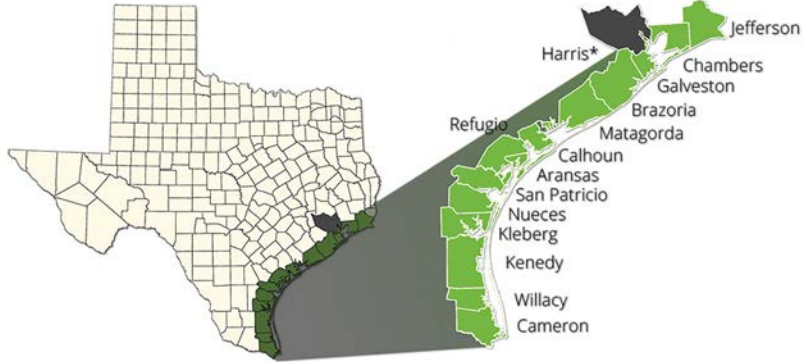 Jefferson
Harris*
Chambers
Galveston
Brazoria
Refugio
Matagorda
Calhoun
Aransas
San Patricio
Nueces
Kleberg
Kenedy
Willacy
Cameron